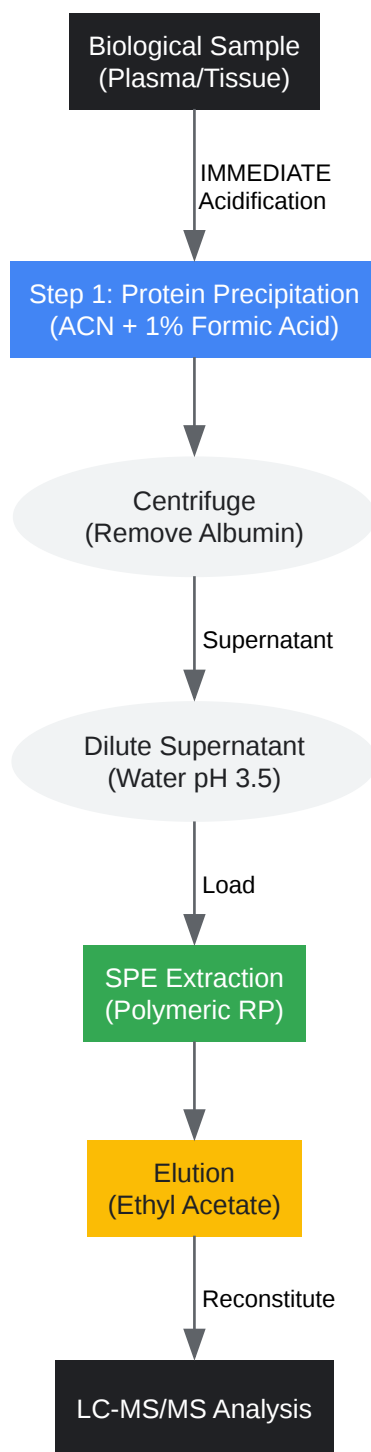 Biological Sample
(Plasma/Tissue)
IMMEDIATE
Acidification
Step 1: Protein Precipitation
(ACN + 1% Formic Acid)
Centrifuge
(Remove Albumin)
Supernatant
Dilute Supernatant
(Water pH 3.5)
Load
SPE Extraction
(Polymeric RP)
Elution
(Ethyl Acetate)
Reconstitute
LC-MS/MS Analysis